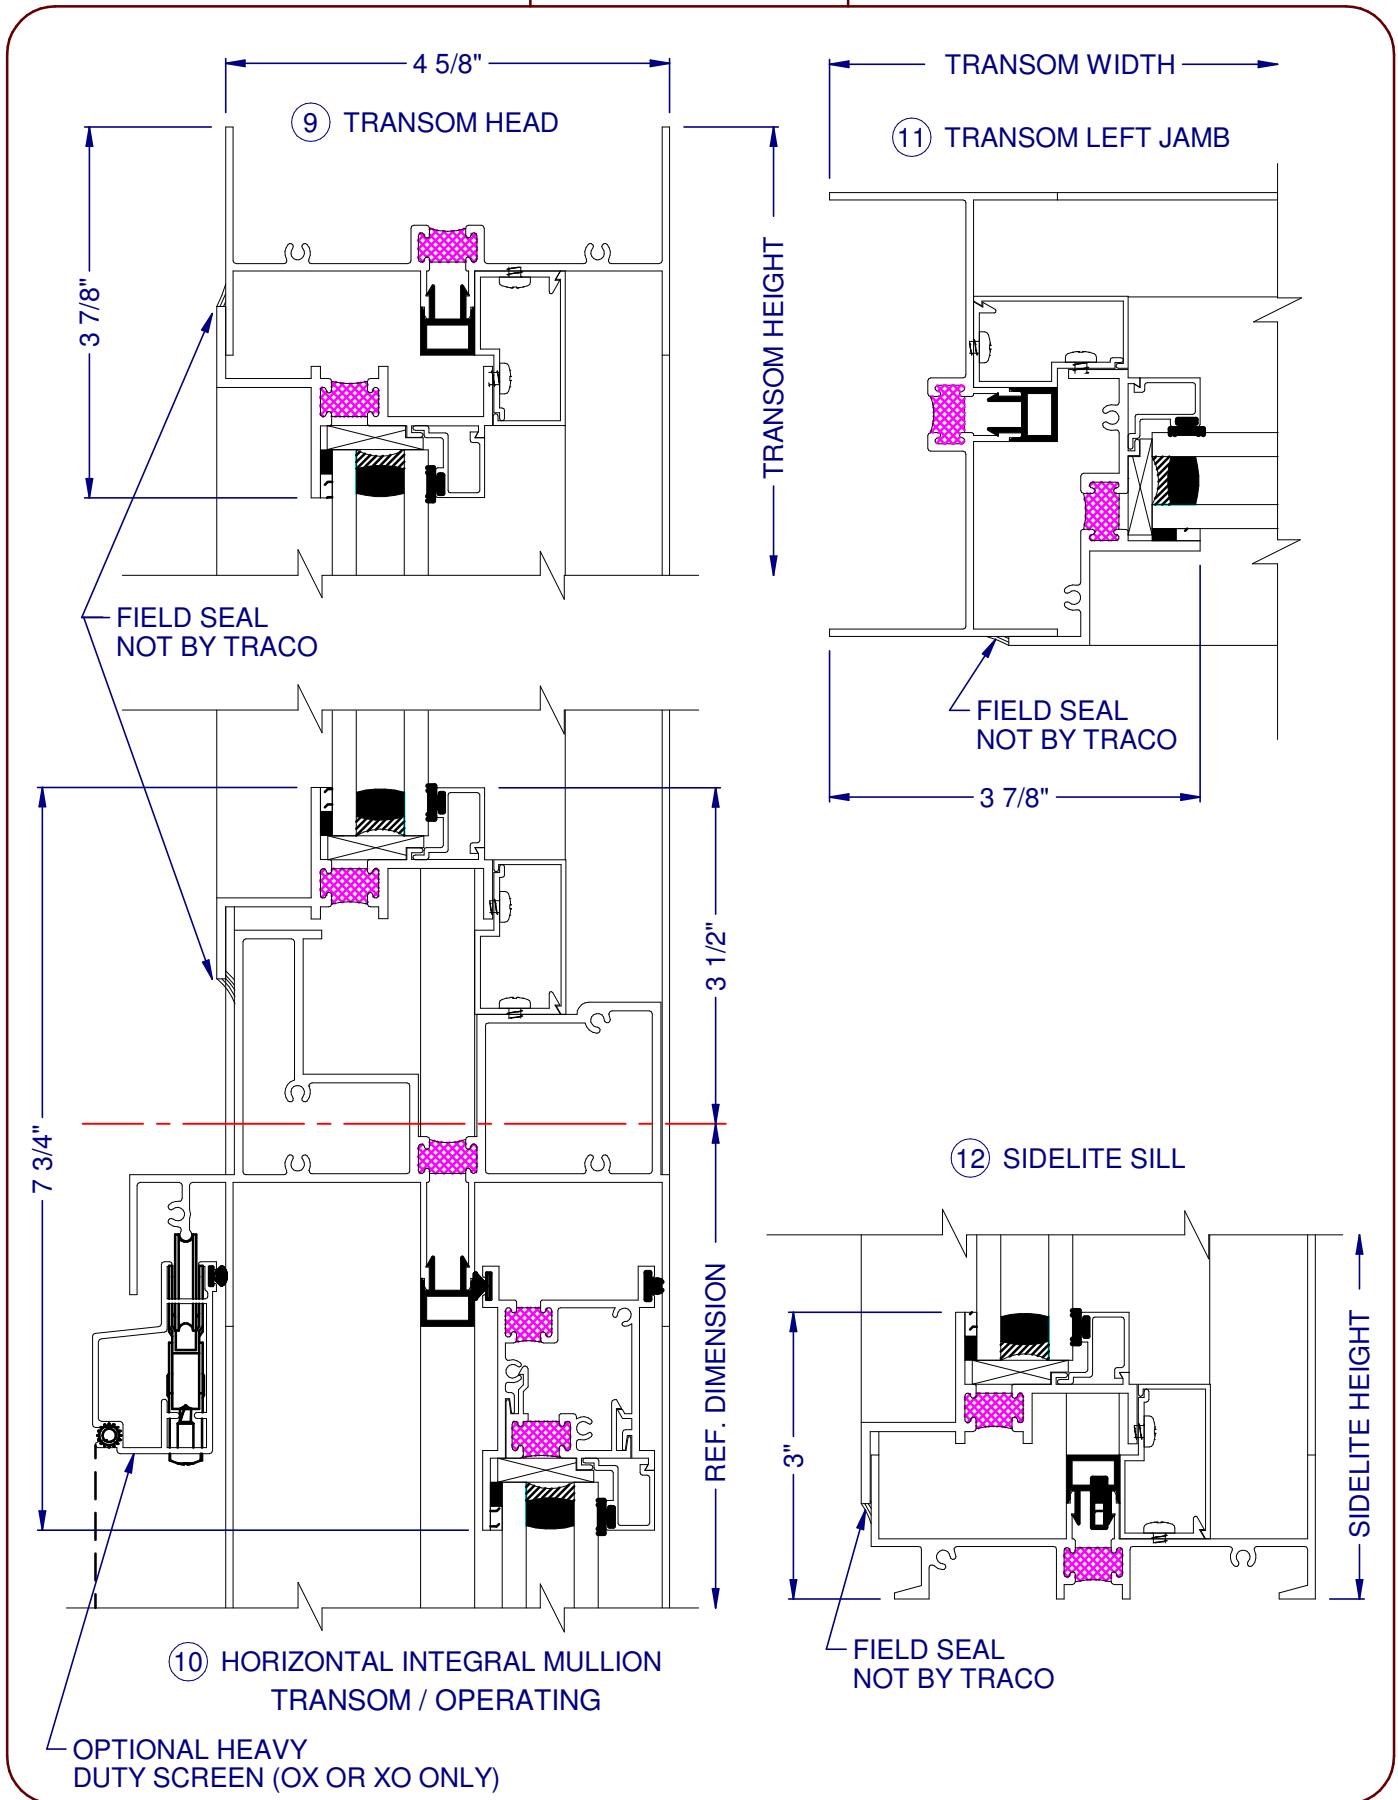 4 5/8"
9 TRANSOM HEAD
3 7/8"
TRANSOM HEIGHT
TRANSOM WIDTH
11 TRANSOM LEFT JAMB
FIELD SEAL
NOT BY TRACO
FIELD SEAL
NOT BY TRACO
3 7/8"
7 3/4"
3 1/2"
REF. DIMENSION
10 HORIZONTAL INTEGRAL MULLION
TRANSOM / OPERATING
OPTIONAL HEAVY
DUTY SCREEN (OX OR XO ONLY)
12 SIDELITE SILL
3"
SIDELITE HEIGHT
FIELD SEAL
NOT BY TRACO